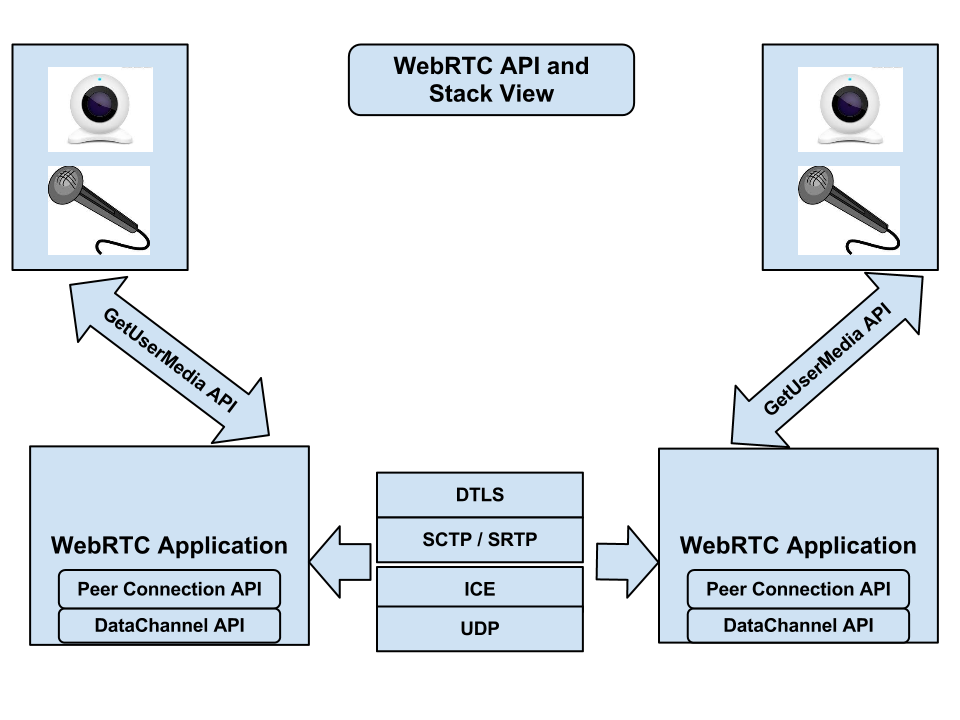 WebRTC API and
Stack View
GetUserMedia API
GetUserMedia API
WebRTC Application
Peer Connection API
DataChannel API
DTLS
SCTP / SRTP
ICE
UDP
WebRTC Application
Peer Connection API
DataChannel API